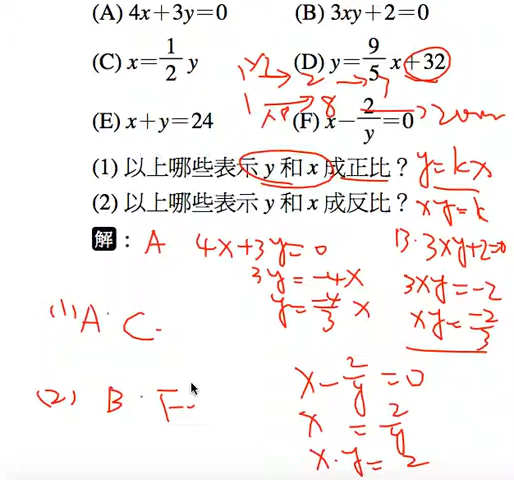 (A) 4x+3y=0 (B) 3xy+2=0
(C) x=1/2 y (D) y=9/5 x+32
(E) x+y=24 (F) x-2/y=0
(1) 以上哪些表示 y 和 x 成正比？ y=kx
(2) 以上哪些表示 y 和 x 成反比？ xy=k
解： A 4x+3y=0 B. 3xy+2=0
3y=-4x 3xy=-2
y=-4/3 x xy=-2/3
(1) A. C.
x-2/y=0
(2) B. F.
x=2/y
x.y=2